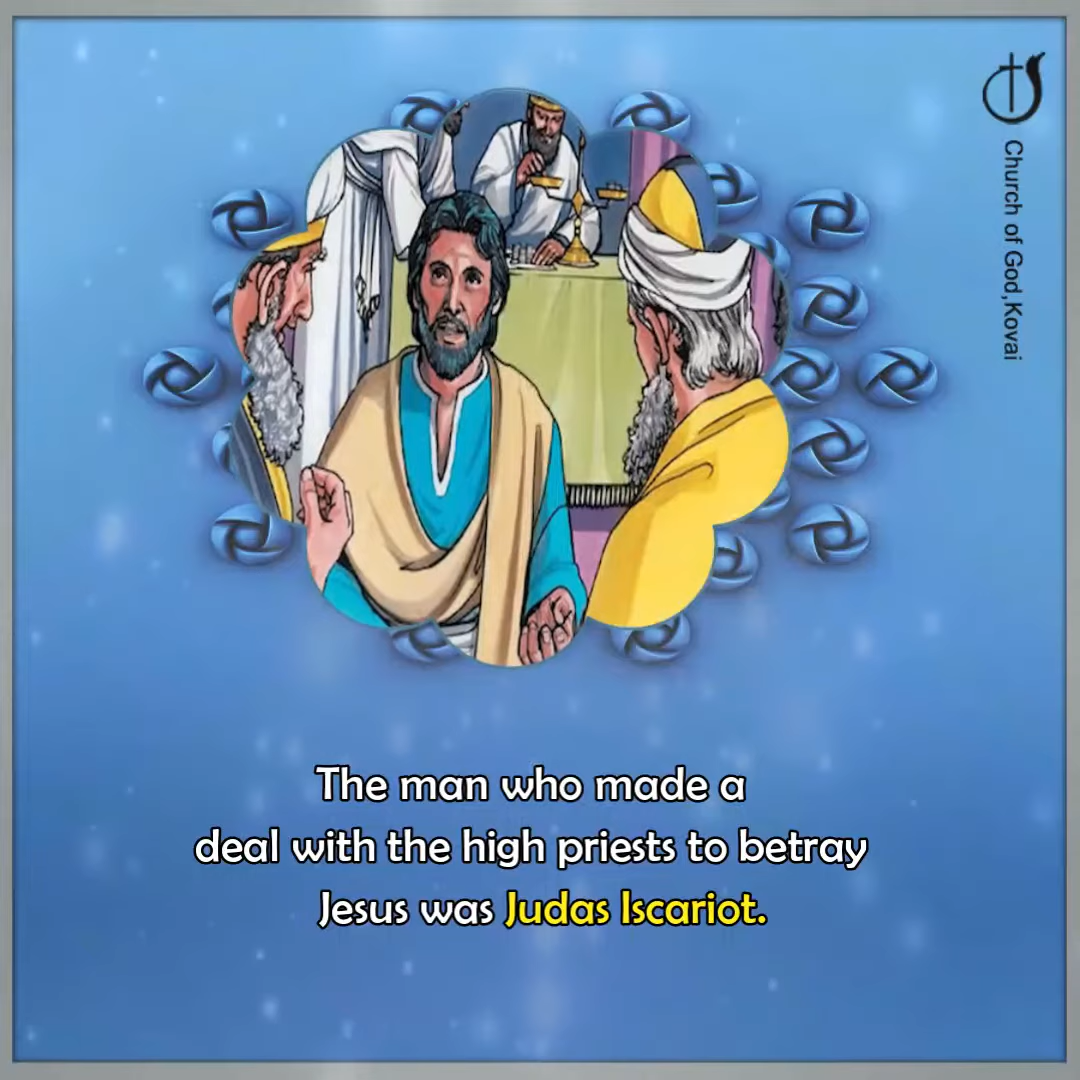 Church of God,Kovai
The man who made a
deal with the high priests to betray
Jesus was Judas Iscariot.